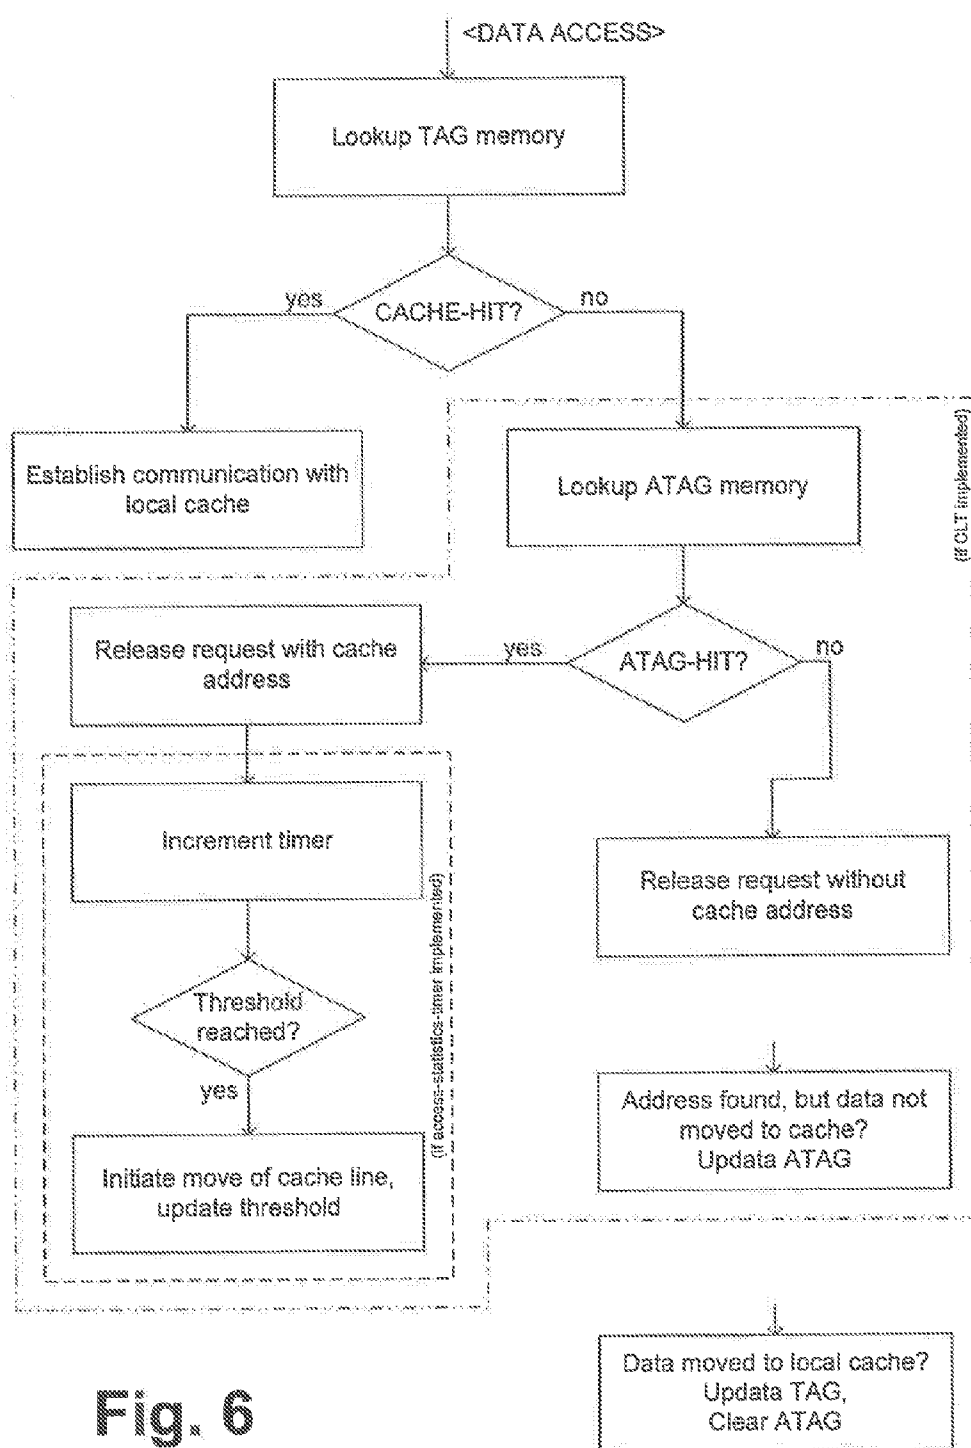 <DATA ACCESS>
Lookup TAG memory
CACHE-HIT?
yes
no
Establish communication with
local cache
Lookup ATAG memory
(if CLT implemented)
ATAG-HIT?
yes
no
Release request with cache
address
Increment timer
(if access-statistics-timer implemented)
Threshold
reached?
yes
Initiate move of cache line,
update threshold
Release request without
cache address
Address found, but data not
moved to cache?
Updata ATAG
Data moved to local cache?
Updata TAG,
Clear ATAG
Fig. 6